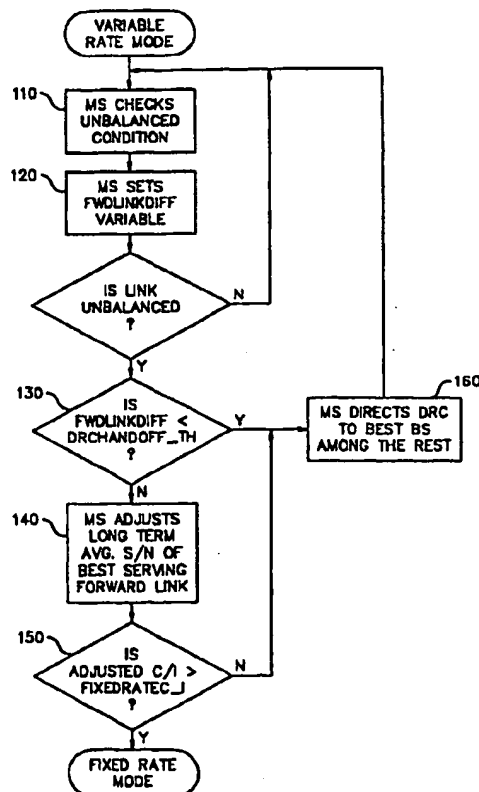 VARIABLE
RATE MODE
110
MS CHECKS
UNBALANCED
CONDITION
120
MS SETS
FWDLINKDIFF
VARIABLE
IS LINK
UNBALANCED
?
N
Y
130
IS
FWDLINKDIFF <
DRCHANDOFF_TH
?
Y
N
160
MS DIRECTS DRC
TO BEST BS
AMONG THE REST
140
MS ADJUSTS
LONG TERM
AVG. S/N OF
BEST SERVING
FORWARD LINK
150
IS
ADJUSTED C/I >
FIXEDRATEC_I
?
N
Y
FIXED RATE
MODE